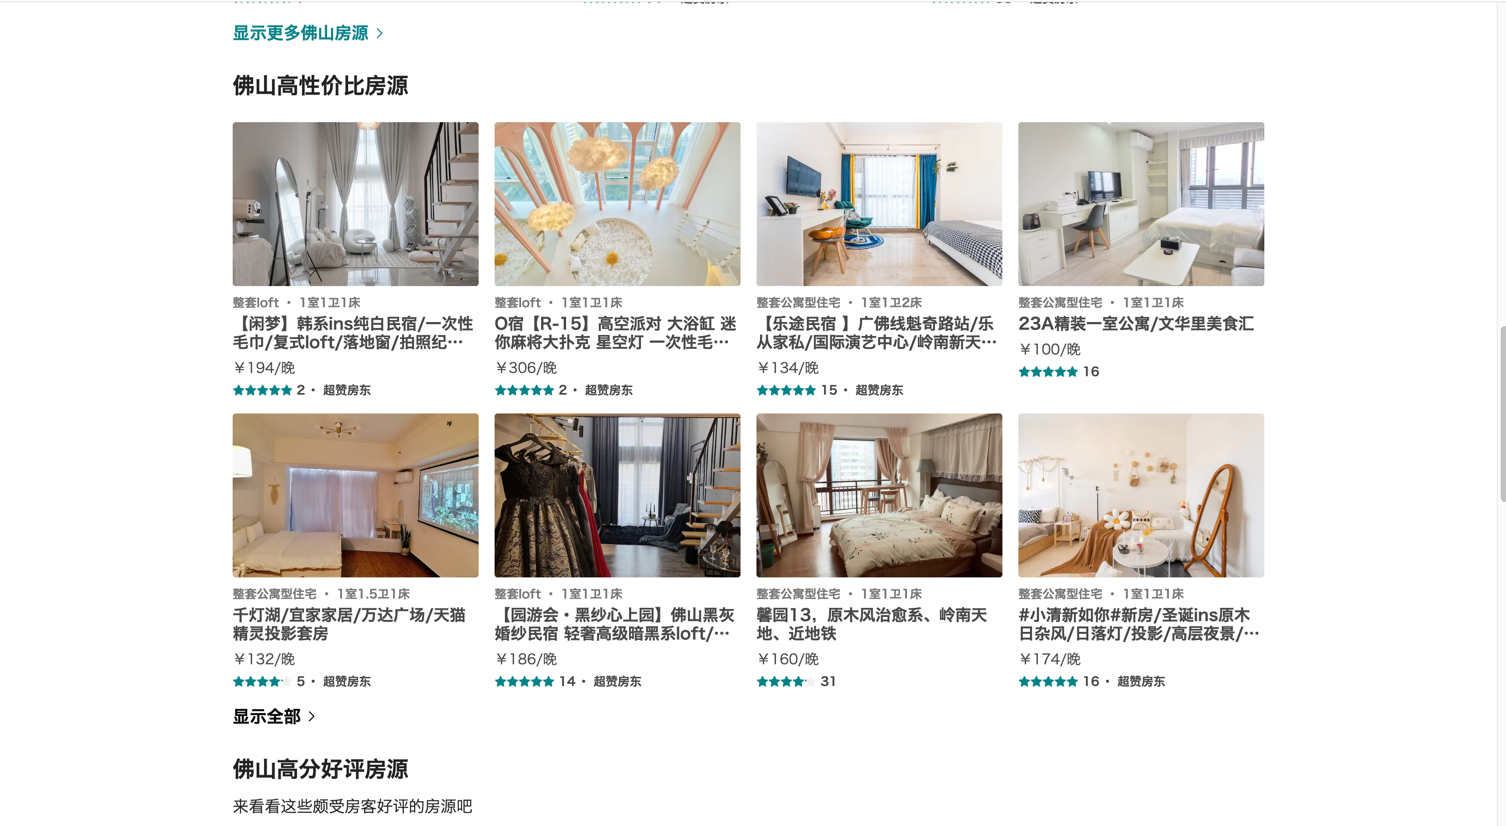 显示更多佛山房源 >
佛山高性价比房源
整套loft · 1室1卫1床
【闲梦】韩系ins纯白民宿/一次性
毛巾/复式loft/落地窗/拍照纪…
￥194/晚
★★★★★ 2 · 超赞房东
整套loft · 1室1卫1床
O宿【R-15】高空派对 大浴缸 迷
你麻将大扑克 星空灯 一次性毛…
￥306/晚
★★★★★ 2 · 超赞房东
整套公寓型住宅 · 1室1卫2床
【乐途民宿 】广佛线魁奇路站/乐
从家私/国际演艺中心/岭南新天…
￥134/晚
★★★★★ 15 · 超赞房东
整套公寓型住宅 · 1室1卫1床
23A精装一室公寓/文华里美食汇
￥100/晚
★★★★★ 16
整套公寓型住宅 · 1室1.5卫1床
千灯湖/宜家家居/万达广场/天猫
精灵投影套房
￥132/晚
5 · 超赞房东
整套loft · 1室1卫1床
【园游会·黑纱心上园】佛山黑灰
婚纱民宿 轻奢高级暗黑系loft/…
￥186/晚
★★★★★ 14 · 超赞房东
整套公寓型住宅 · 1室1卫1床
馨园13，原木风治愈系、岭南天
地、近地铁
￥160/晚
31
整套公寓型住宅 · 1室1卫1床
#小清新如你#新房/圣诞ins原木
日杂风/日落灯/投影/高层夜景/…
￥174/晚
★★★★★ 16 · 超赞房东
显示全部 >
佛山高分好评房源
来看看这些颇受房客好评的房源吧